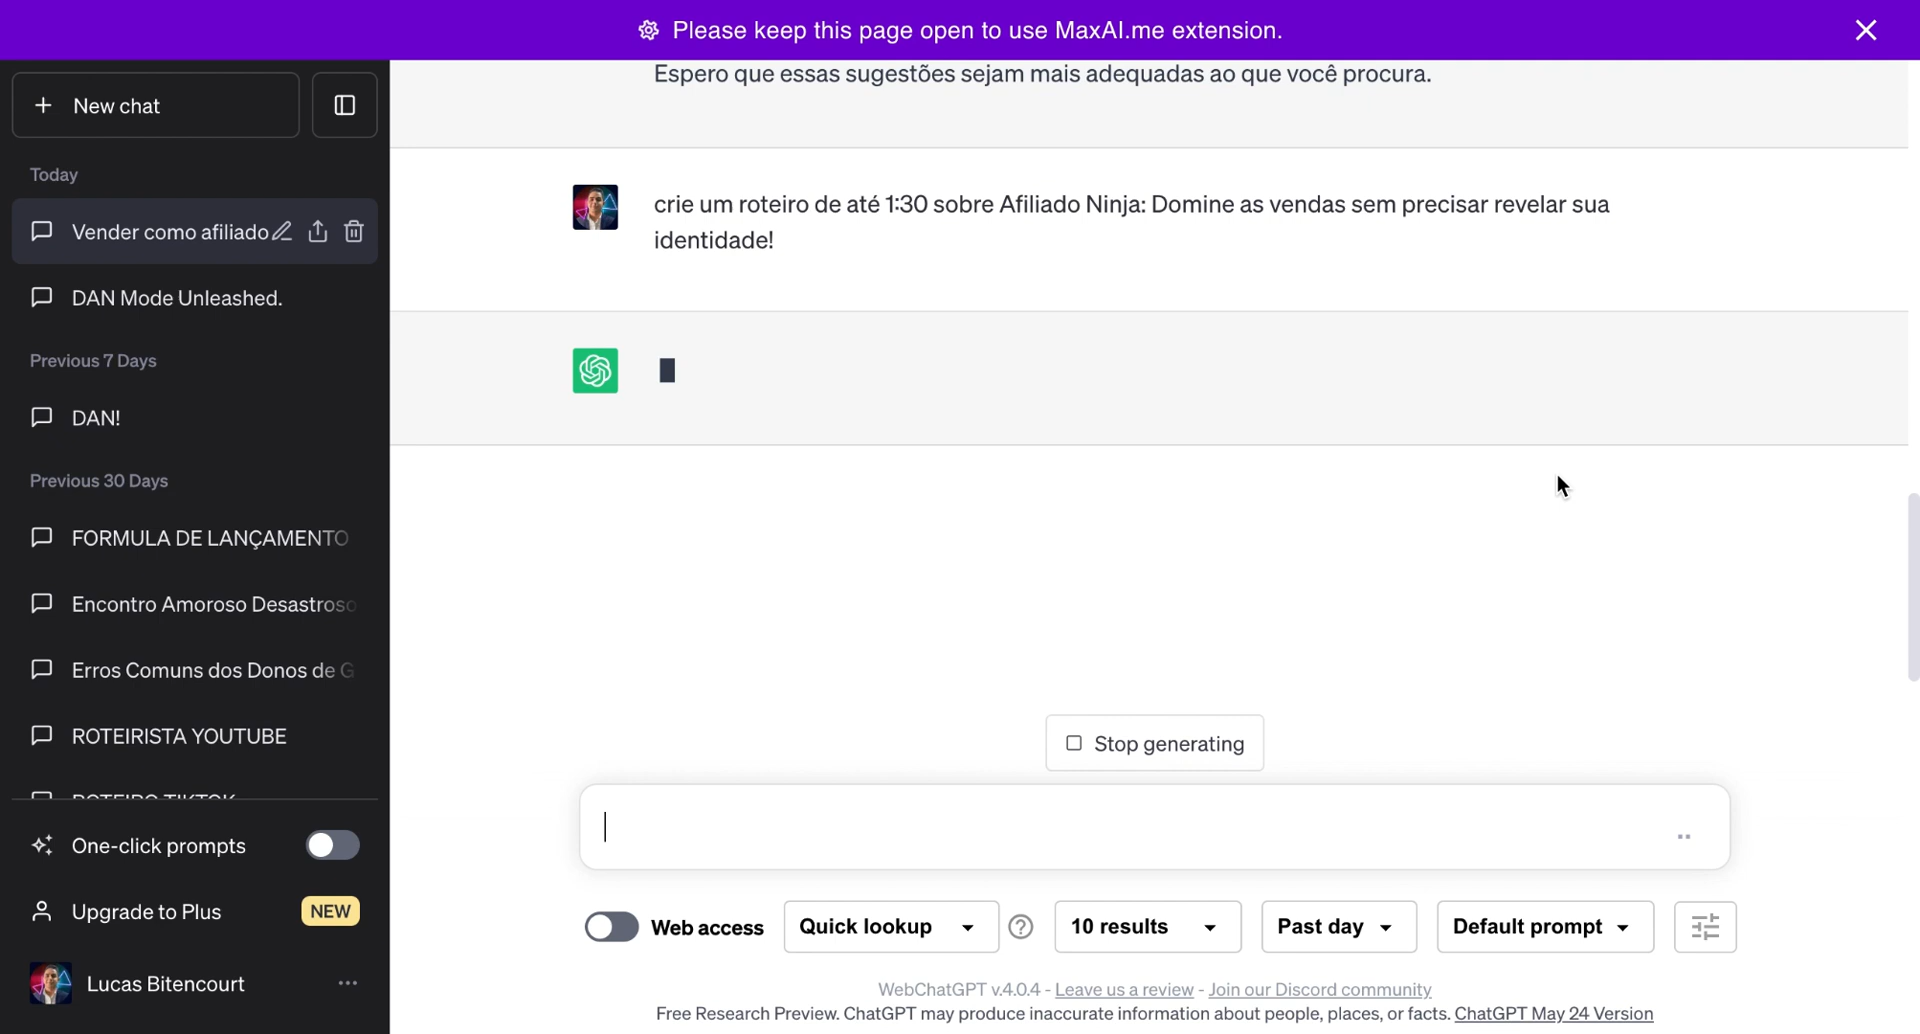 Please keep this page open to use MaxAI.me extension.
New chat
Today
Vender como afiliado
DAN Mode Unleashed.
Previous 7 Days
DAN!
Previous 30 Days
FORMULA DE LANÇAMENTO
Encontro Amoroso Desastroso
Erros Comuns dos Donos de G
ROTEIRISTA YOUTUBE
ROTEIRO TIKTOK
One-click prompts
Upgrade to Plus NEW
Lucas Bitencourt
Espero que essas sugestões sejam mais adequadas ao que você procura.
crie um roteiro de até 1:30 sobre Afiliado Ninja: Domine as vendas sem precisar revelar sua
identidade!
Stop generating
Web access Quick lookup 10 results Past day Default prompt
WebChatGPT v.4.0.4 - Leave us a review - Join our Discord community
Free Research Preview. ChatGPT may produce inaccurate information about people, places, or facts. ChatGPT May 24 Version